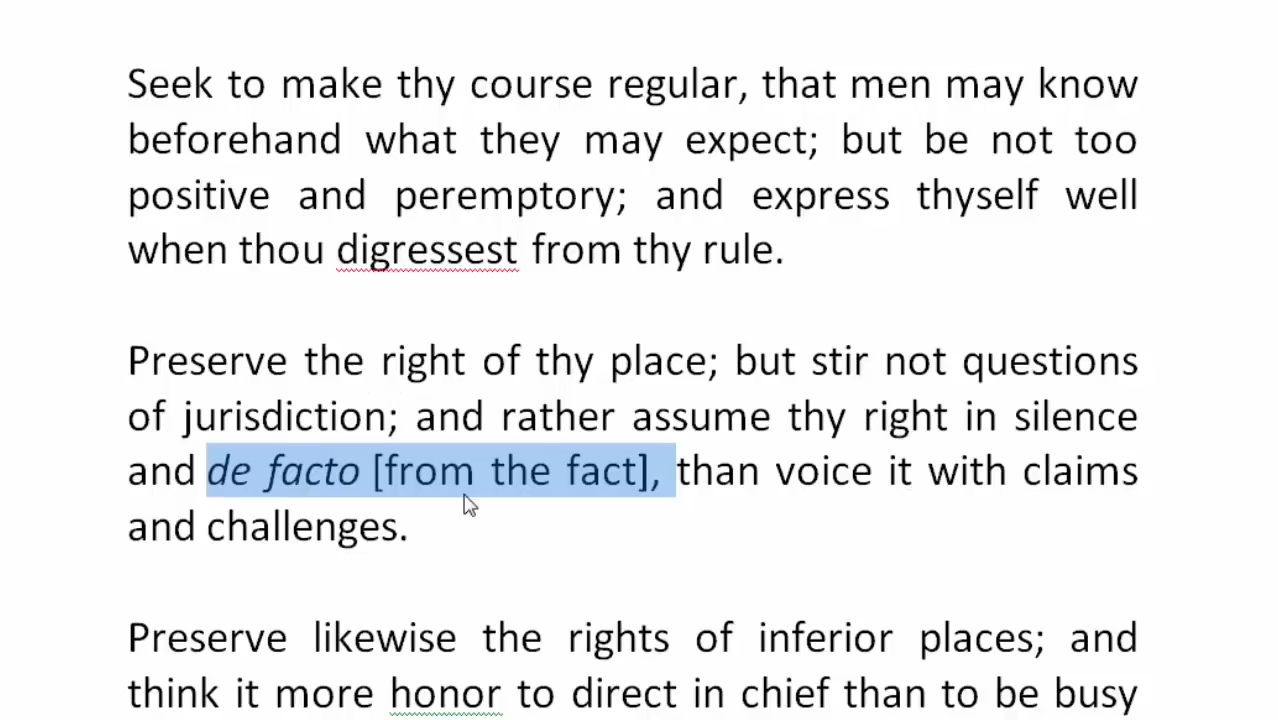 Seek to make thy course regular, that men may know
beforehand what they may expect; but be not too
positive and peremptory; and express thyself well
when thou digressest from thy rule.
Preserve the right of thy place; but stir not questions
of jurisdiction; and rather assume thy right in silence
and de facto [from the fact], than voice it with claims
and challenges.
Preserve likewise the rights of inferior places; and
think it more honor to direct in chief than to be busy